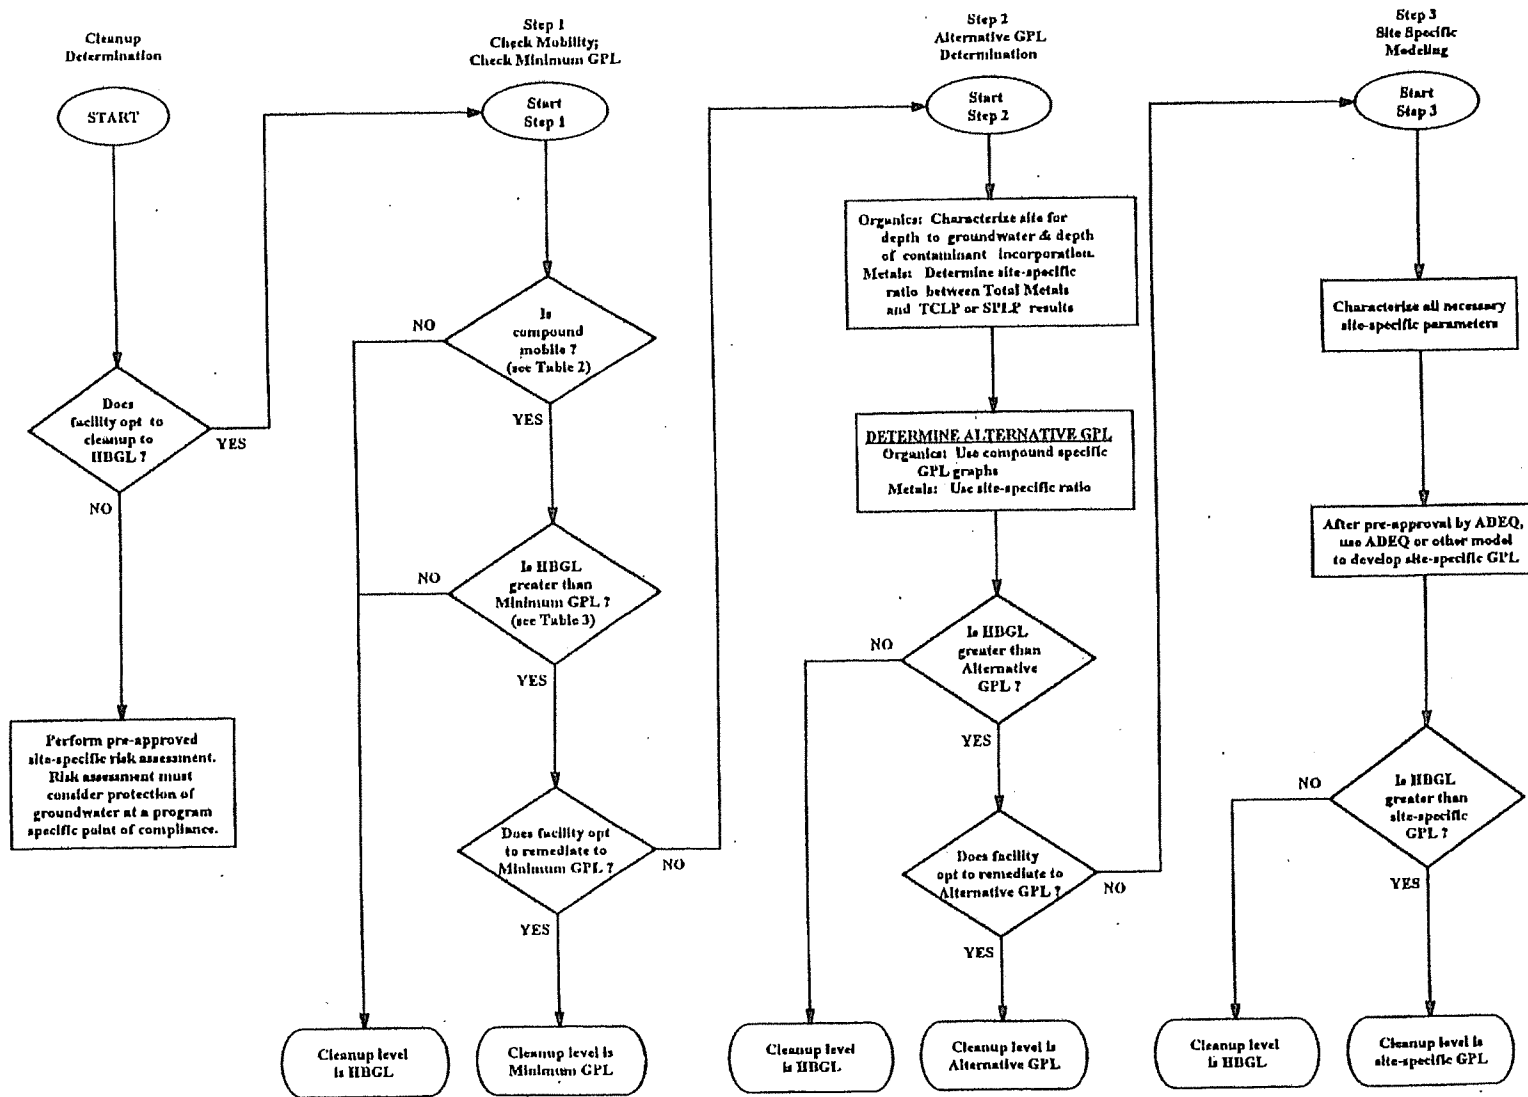 Cleanup
Determination
START
Does
facility opt to
cleanup to
HBGL ?
YES
NO
Perform pre-approved
site-specific risk assessment.
Risk assessment must
consider protection of
groundwater at a program
specific point of compliance.
Step 1
Check Mobility;
Check Minimum GPL
Start
Step 1
Is
compound
mobile ?
(see Table 2)
NO
YES
Is HBGL
greater than
Minimum GPL ?
(see Table 3)
NO
YES
Does facility opt
to remediate to
Minimum GPL ?
NO
YES
Cleanup level
is HBGL
Cleanup level is
Minimum GPL
Step 2
Alternative GPL
Determination
Start
Step 2
Organics: Characterize site for
depth to groundwater & depth
of contaminant incorporation.
Metals: Determine site-specific
ratio between Total Metals
and TCLP or SPLP results
DETERMINE ALTERNATIVE GPL
Organics: Use compound specific
GPL graphs
Metals: Use site-specific ratio
Is HBGL
greater than
Alternative
GPL ?
NO
YES
Does facility
opt to remediate to
Alternative GPL ?
NO
YES
Cleanup level
is HBGL
Cleanup level is
Alternative GPL
Step 3
Site Specific
Modeling
Start
Step 3
Characterize all necessary
site-specific parameters
After pre-approval by ADEQ,
use ADEQ or other model
to develop site-specific GPL
Is HBGL
greater than
site-specific
GPL ?
NO
YES
Cleanup level
is HBGL
Cleanup level is
site-specific GPL